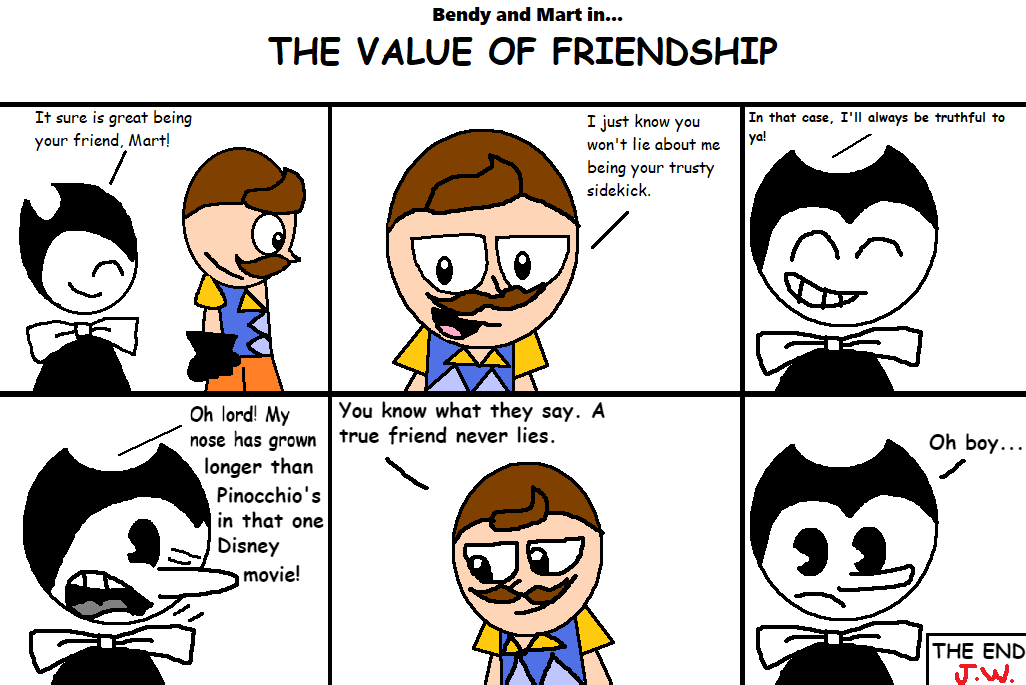 Bendy and Mart in...
THE VALUE OF FRIENDSHIP
It sure is great being
your friend, Mart!
I just know you
won't lie about me
being your trusty
sidekick.
In that case, I'll always be truthful to
ya!
Oh lord! My
nose has grown
longer than
Pinocchio's
in that one
Disney
movie!
You know what they say. A
true friend never lies.
Oh boy...
THE END
J.W.